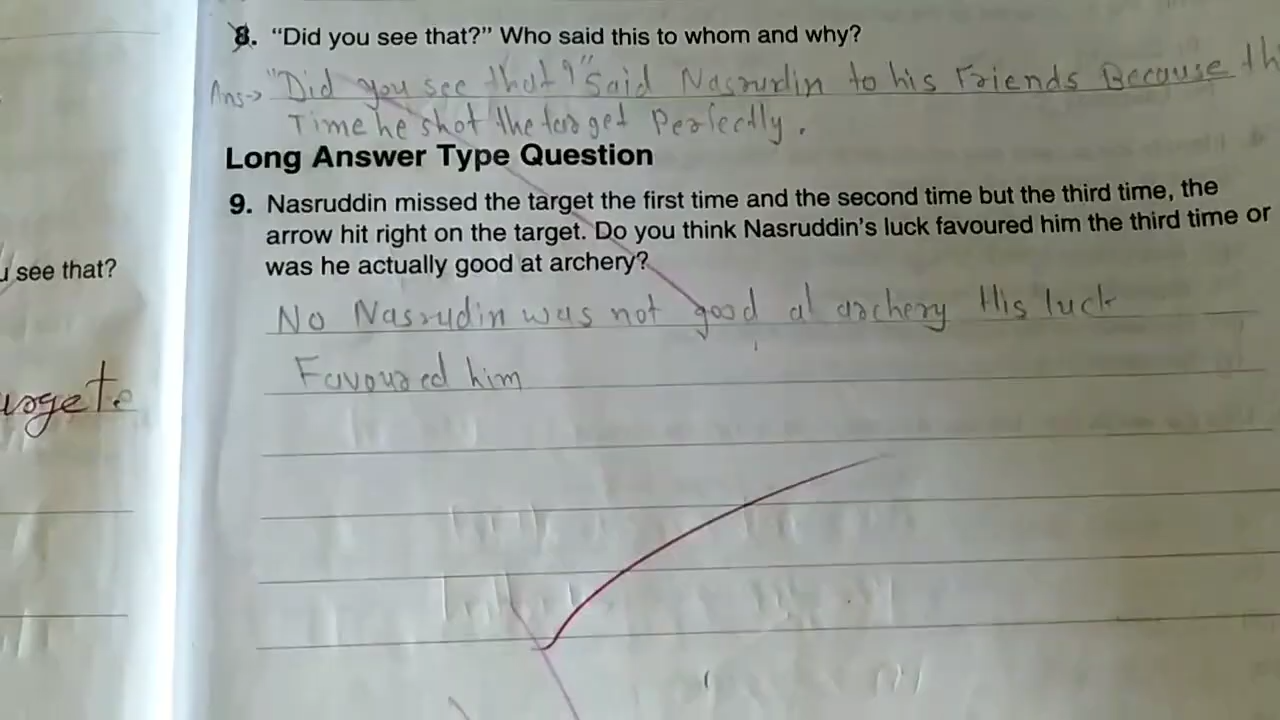 8. "Did you see that?" Who said this to whom and why?
Ans→ "Did you see that?" Said Nasrudin to his Friends Because
Time he shot the target Perfectly.
Long Answer Type Question
9. Nasruddin missed the target the first time and the second time but the third time, the
arrow hit right on the target. Do you think Nasruddin's luck favoured him the third time or
see that?
was he actually good at archery?
No Nasrudin was not good at archery His luck
Favoured him